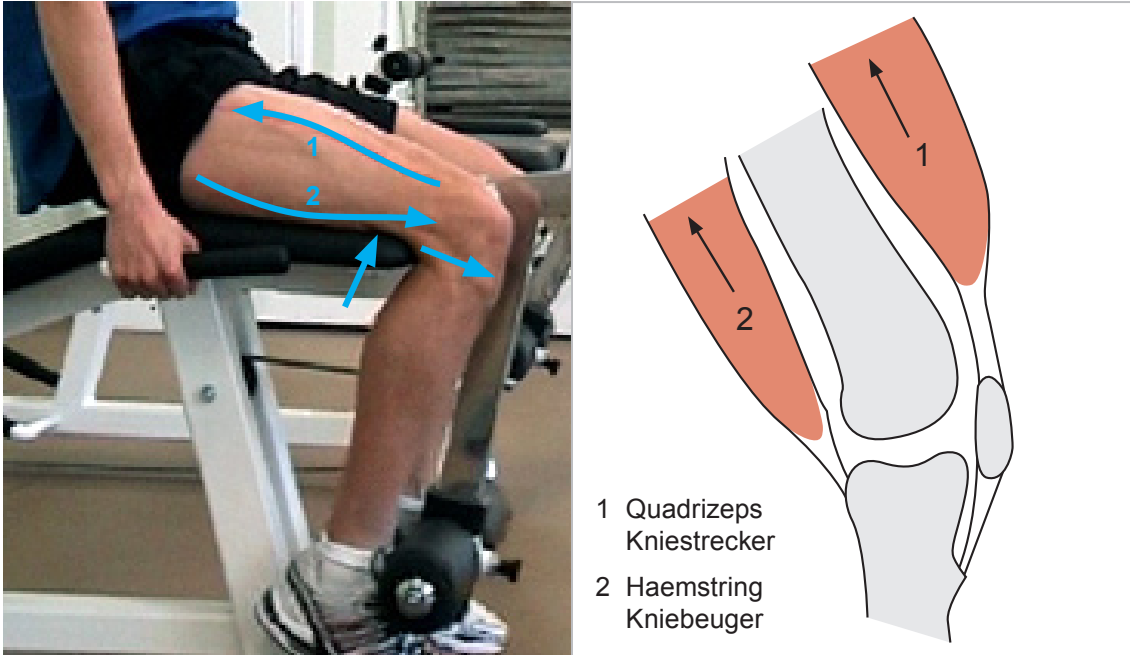 1
2
1
2
1 Quadrizeps
Kniestrecker
2 Haemstring
Kniebeuger